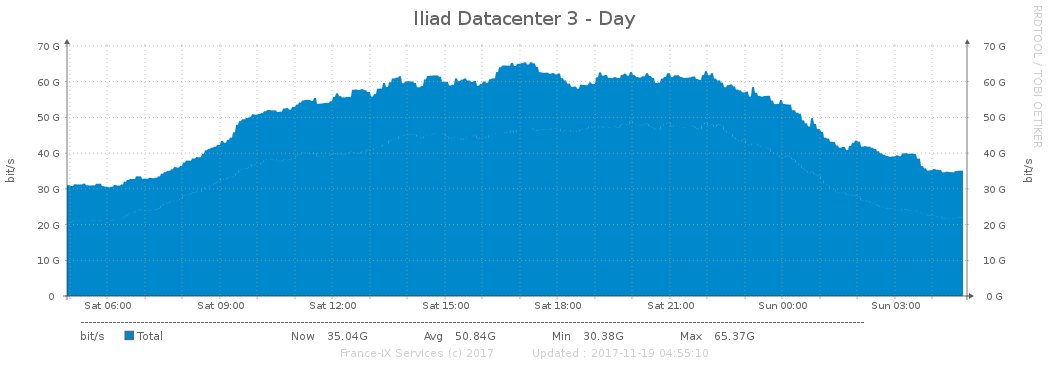 Iliad Datacenter 3 - Day
RRDTOOL / TOBI OETIKER
70 G 70 G
60 G 60 G
50 G 50 G
40 G 40 G
30 G 30 G
20 G 20 G
10 G 10 G
0 0 G
bit/s bit/s
Sat 06:00 Sat 09:00 Sat 12:00 Sat 15:00 Sat 18:00 Sat 21:00 Sun 00:00 Sun 03:00
bit/s Total Now 35.04G Avg 50.84G Min 30.38G Max 65.37G
France-IX Services (c) 2017 Updated : 2017-11-19 04:55:10